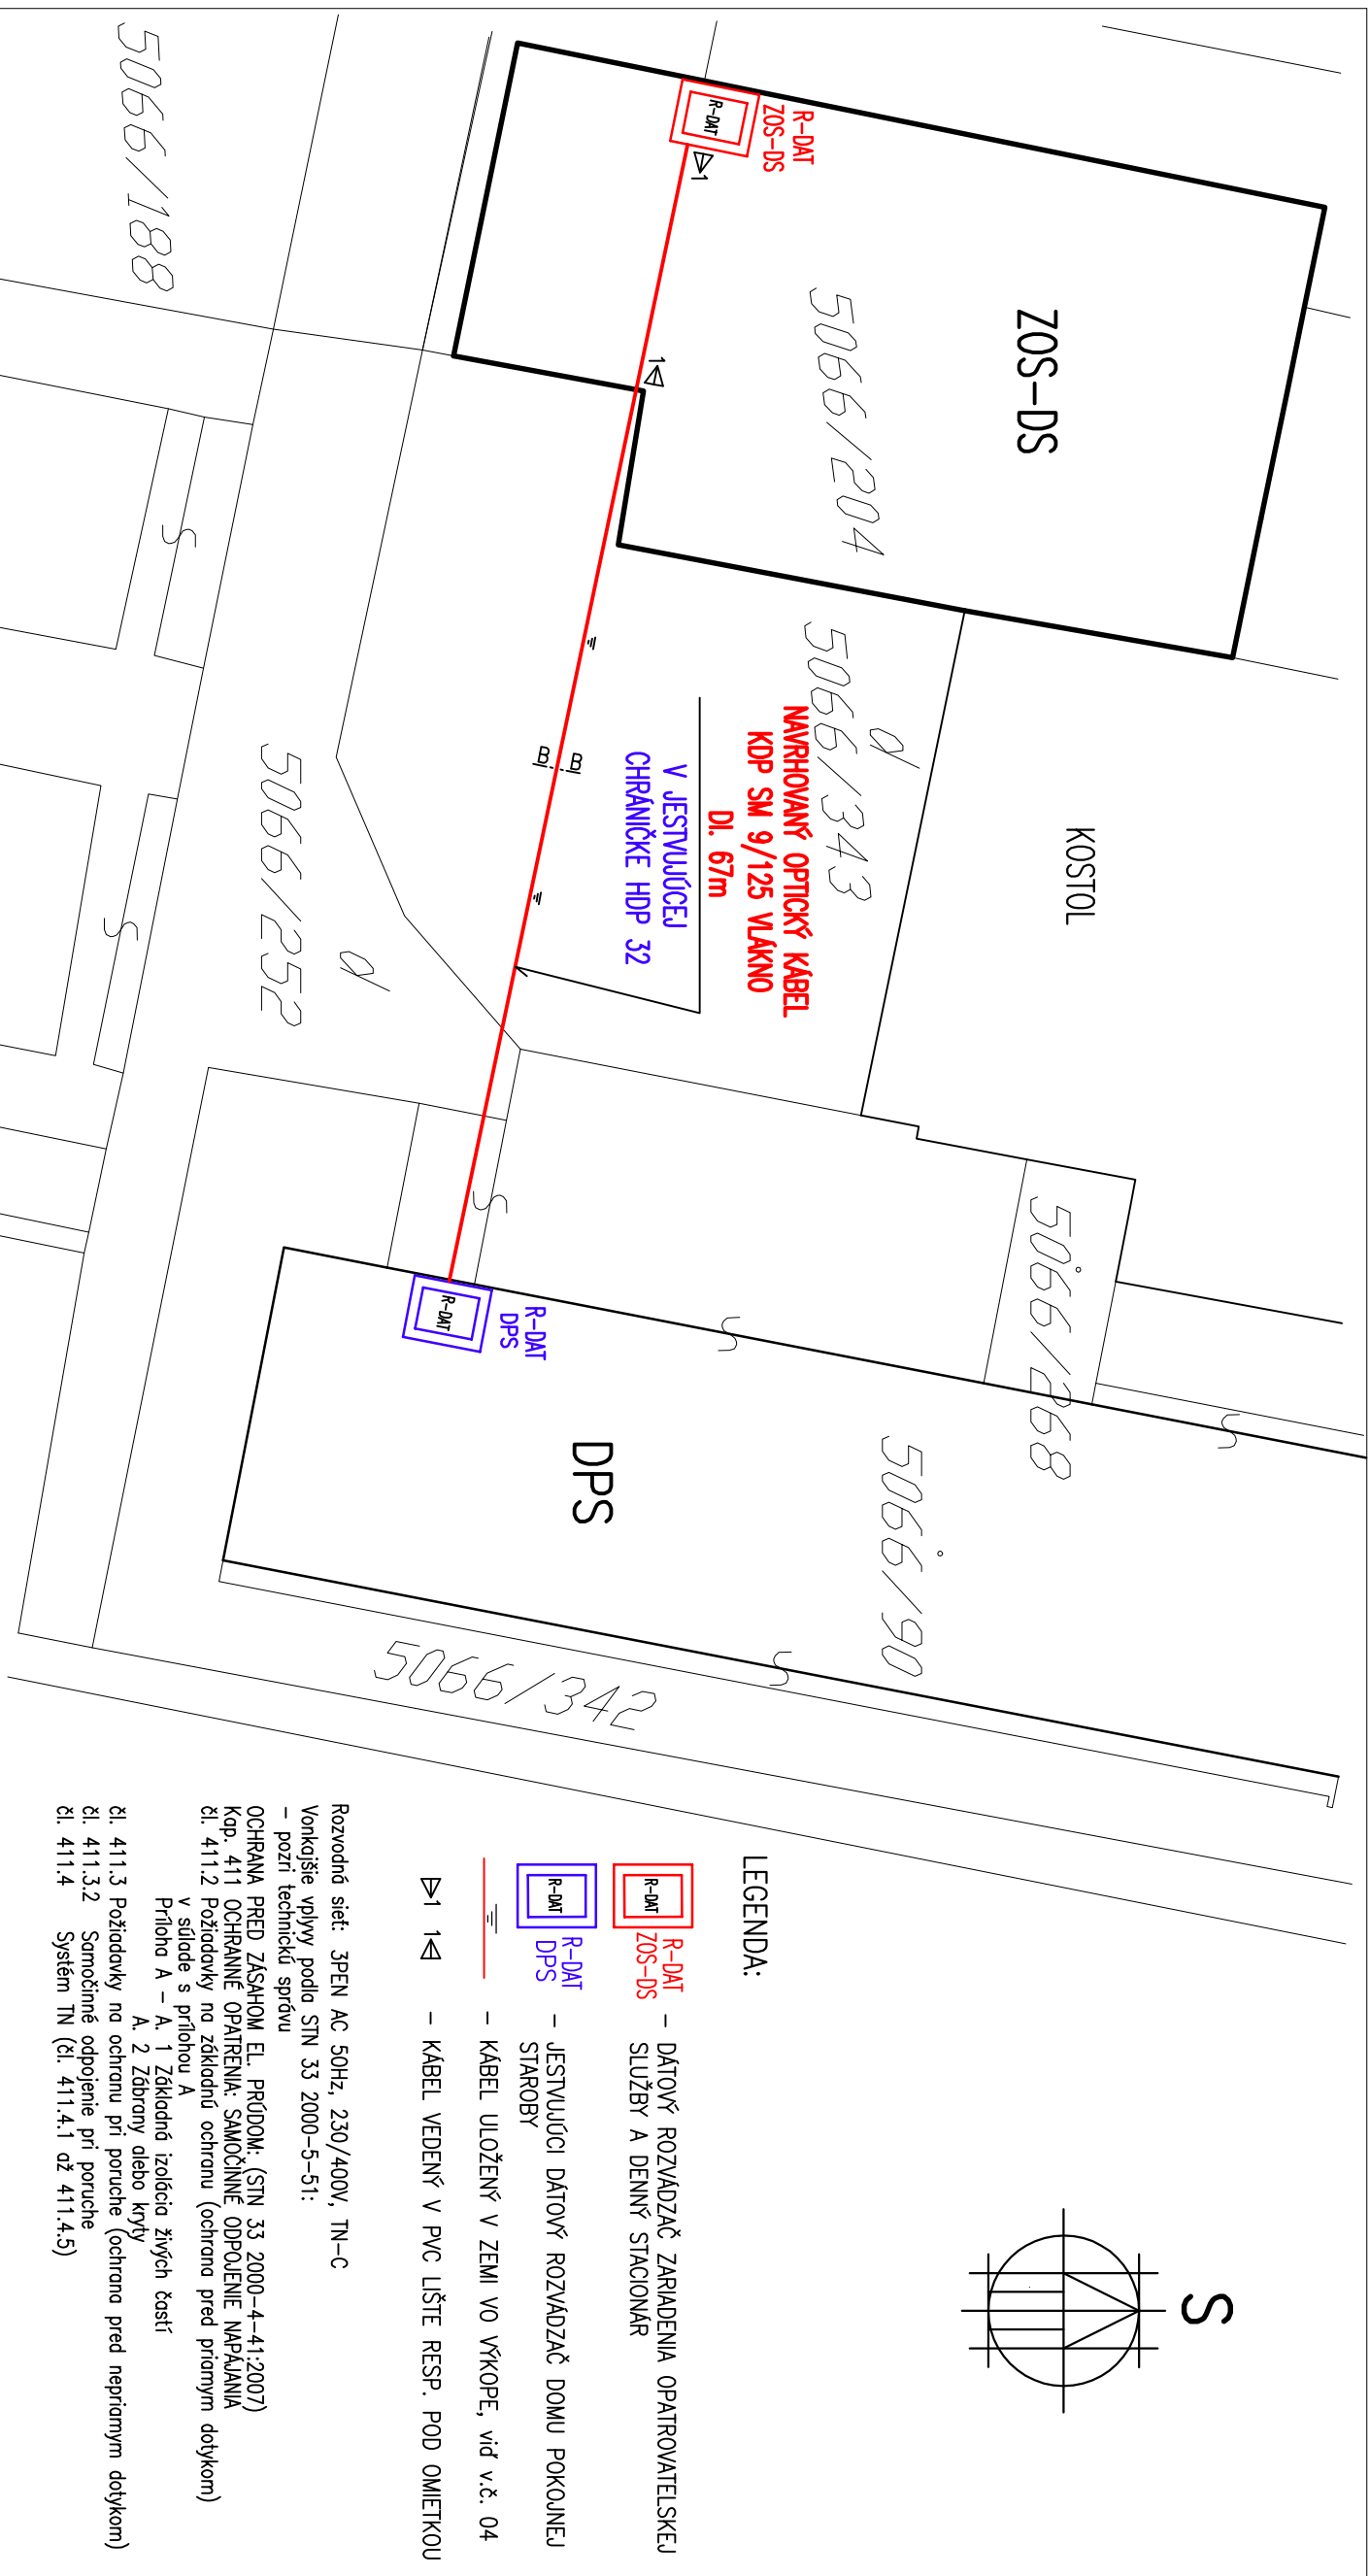 R-DAT
ZOS-DS
R-DAT
1
1
ZOS-DS
5066/204
5066/188
5066/343
d
KOSTOL
NAVRHOVANÝ OPTICKÝ KÁBEL
KDP SM 9/125 VLÁKNO
Dl. 67m
V JESTVUJÚCEJ
CHRÁNIČKE HDP 32
B
B
5066/252
d
5066/268
5066/90
R-DAT
DPS
R-DAT
DPS
5066/342
S
LEGENDA:
R-DAT
R-DAT
ZOS-DS
- DÁTOVÝ ROZVÁDZAČ ZARIADENIA OPATROVATELSKEJ
SLUŽBY A DENNÝ STACIONÁR
R-DAT
R-DAT
DPS
- JESTVUJÚCI DÁTOVÝ ROZVÁDZAČ DOMU POKOJNEJ
STAROBY
- KÁBEL ULOŽENÝ V ZEMI VO VÝKOPE, viď v.č. 04
1 1
- KÁBEL VEDENÝ V PVC LIŠTE RESP. POD OMIETKOU
Rozvodná sieť: 3PEN AC 50Hz, 230/400V, TN-C
Vonkajšie vplyvy podla STN 33 2000-5-51:
- pozri technickú správu
OCHRANA PRED ZÁSAHOM EL. PRÚDOM: (STN 33 2000-4-41:2007)
Kap. 411 OCHRANNÉ OPATRENIA: SAMOČINNÉ ODPOJENIE NAPÁJANIA
čl. 411.2 Požiadavky na základnú ochranu (ochrana pred priamym dotykom)
v súlade s prílohou A
Príloha A - A. 1 Základná izolácia živých častí
A. 2 Zábrany alebo kryty
čl. 411.3 Požiadavky na ochranu pri poruche (ochrana pred nepriamym dotykom)
čl. 411.3.2 Samočinné odpojenie pri poruche
čl. 411.4 Systém TN (čl. 411.4.1 až 411.4.5)